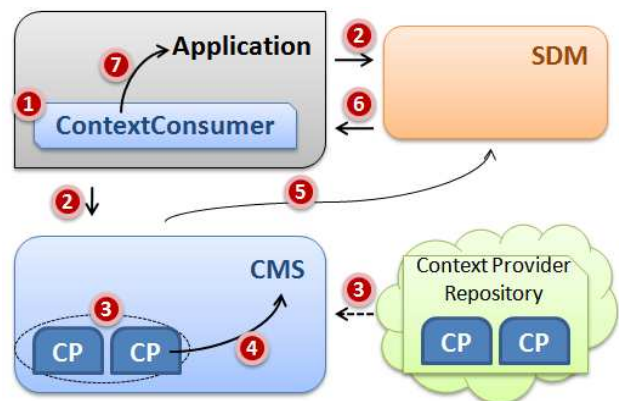 Application
2
SDM
7
1
ContextConsumer
6
2
5
CMS
3
CP
CP
4
3
Context Provider
Repository
CP
CP